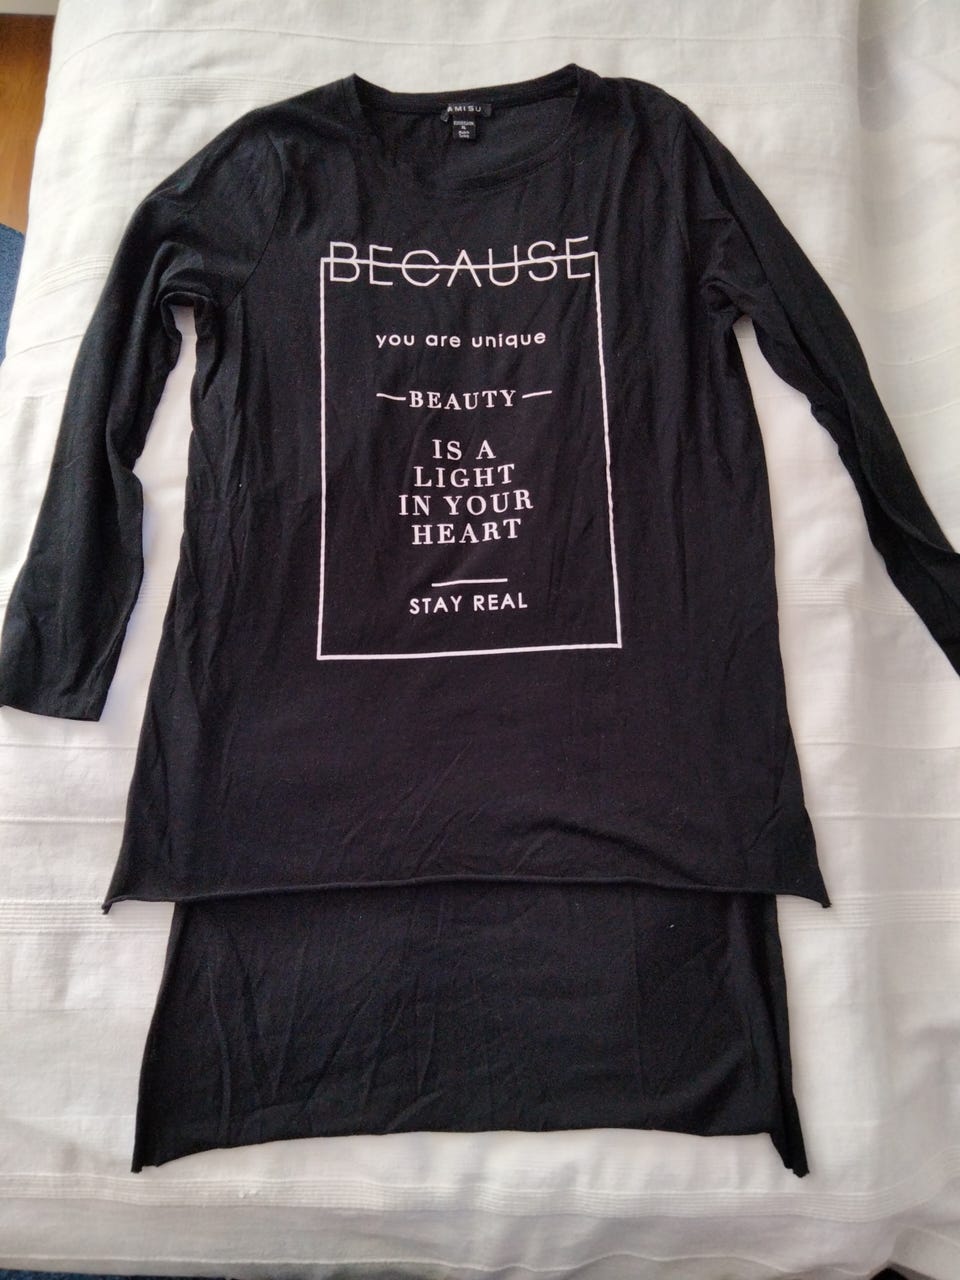 AMISU
BECAUSE
you are unique
BEAUTY
IS A
LIGHT
IN YOUR
HEART
STAY REAL